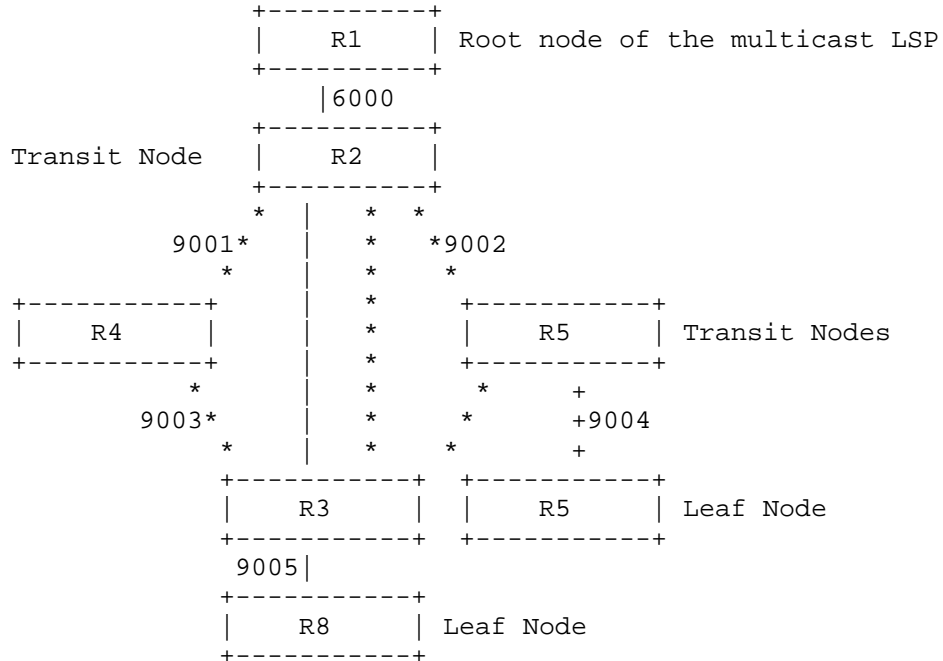 R1 Root node of the multicast LSP
6000
Transit Node R2
9001 9002
R4 R5 Transit Nodes
9003 9004
R3 R5 Leaf Node
9005
R8 Leaf Node